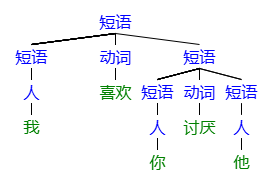 短语
短语 动词 短语
人 喜欢 短语 动词 短语
我 人 讨厌 人
你 他